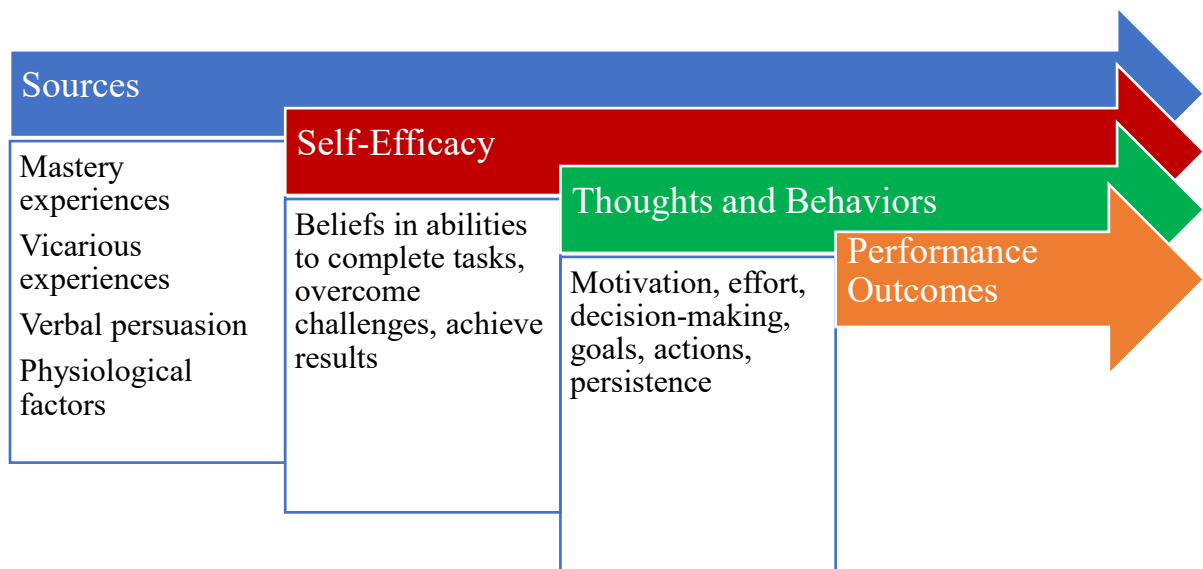 Sources
Mastery
experiences
Vicarious
experiences
Verbal persuasion
Physiological
factors
Self-Efficacy
Beliefs in abilities
to complete tasks,
overcome
challenges, achieve
results
Thoughts and Behaviors
Motivation, effort,
decision-making,
goals, actions,
persistence
Performance
Outcomes